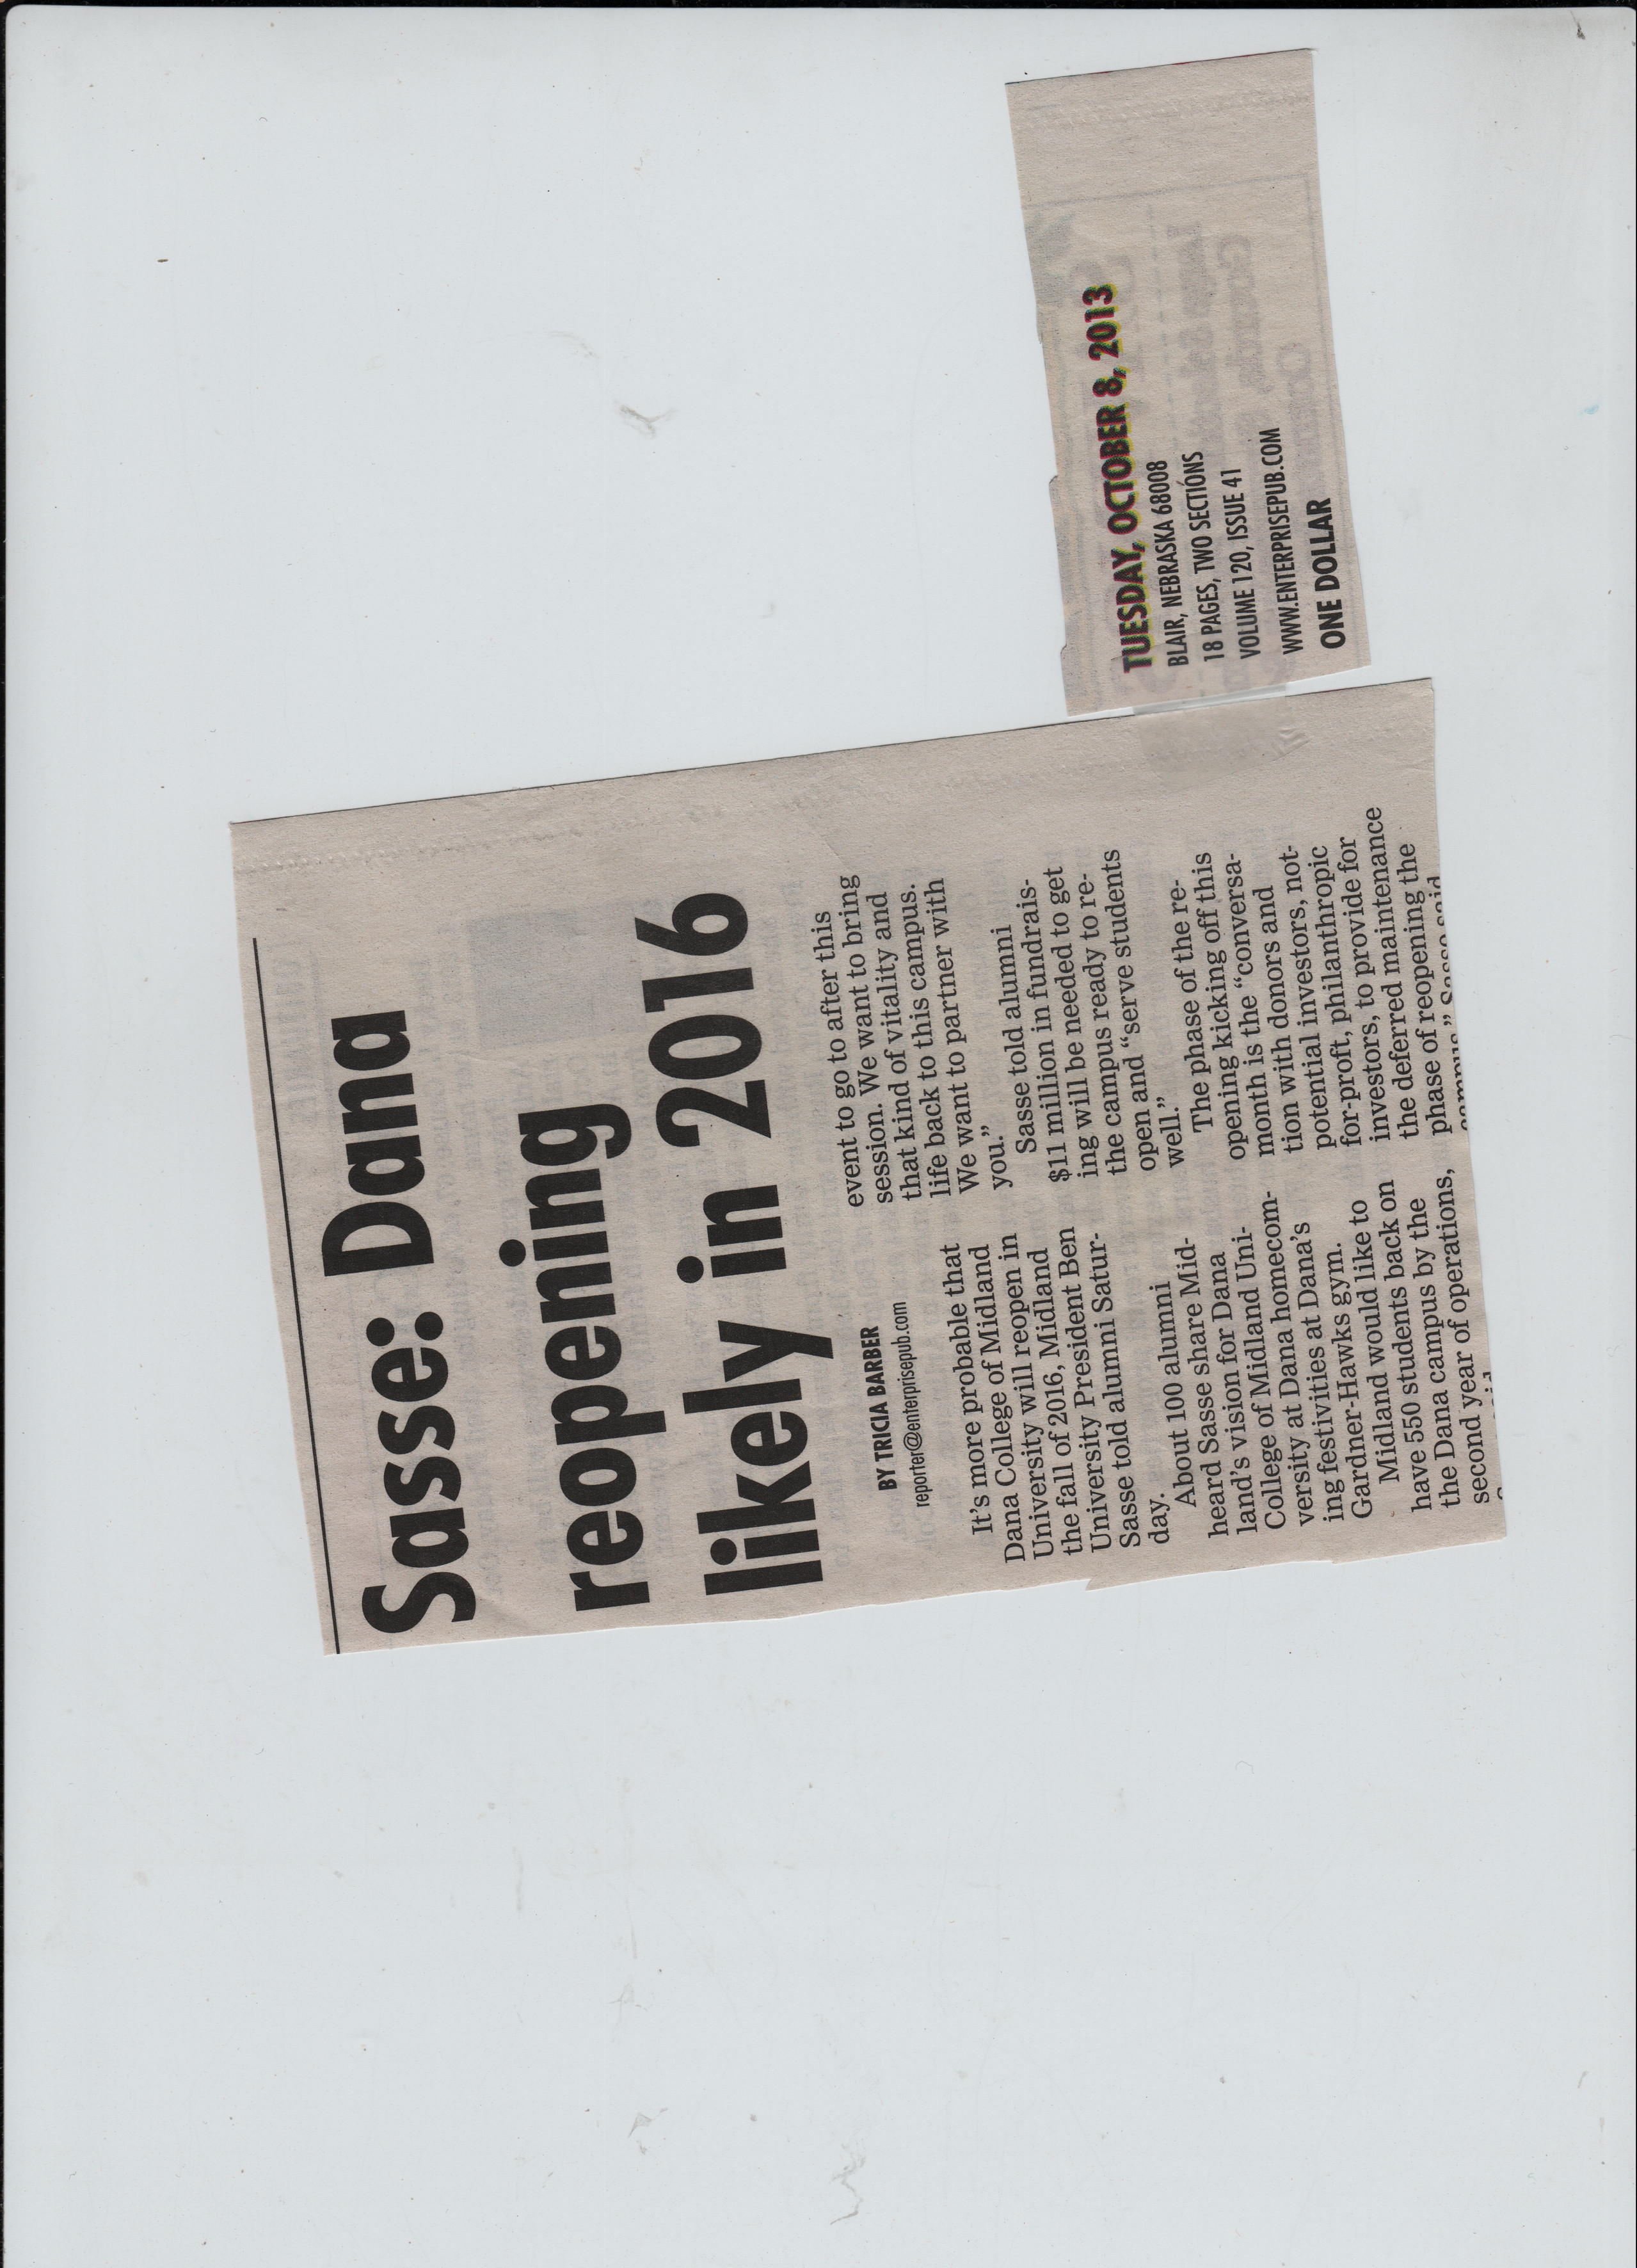 Sasse: Dana
reopening
likely in 2016
BY TRICIA BARBER
reporter@enterprisepub.com
It's more probable that
Dana College of Midland
University will reopen in
the fall of 2016, Midland
University President Ben
Sasse told alumni Satur-
day.
About 100 alumni
heard Sasse share Mid-
land's vision for Dana
College of Midland Uni-
versity at Dana homecom-
ing festivities at Dana's
Gardner-Hawks gym.
Midland would like to
have 550 students back on
the Dana campus by the
second year of operations,
event to go to after this
session. We want to bring
that kind of vitality and
life back to this campus.
We want to partner with
you."
Sasse told alumni
$11 million in fundrais-
ing will be needed to get
the campus ready to re-
open and "serve students
well."
The phase of the re-
opening kicking off this
month is the "conversa-
tion with donors and
potential investors, not-
for-proft, philanthropic
investors, to provide for
the deferred maintenance
phase of reopening the
campus," Sasse said
TUESDAY, OCTOBER 8, 2013
BLAIR, NEBRASKA 68008
18 PAGES, TWO SECTIONS
VOLUME 120, ISSUE 41
WWW.ENTERPRISEPUB.COM
ONE DOLLAR